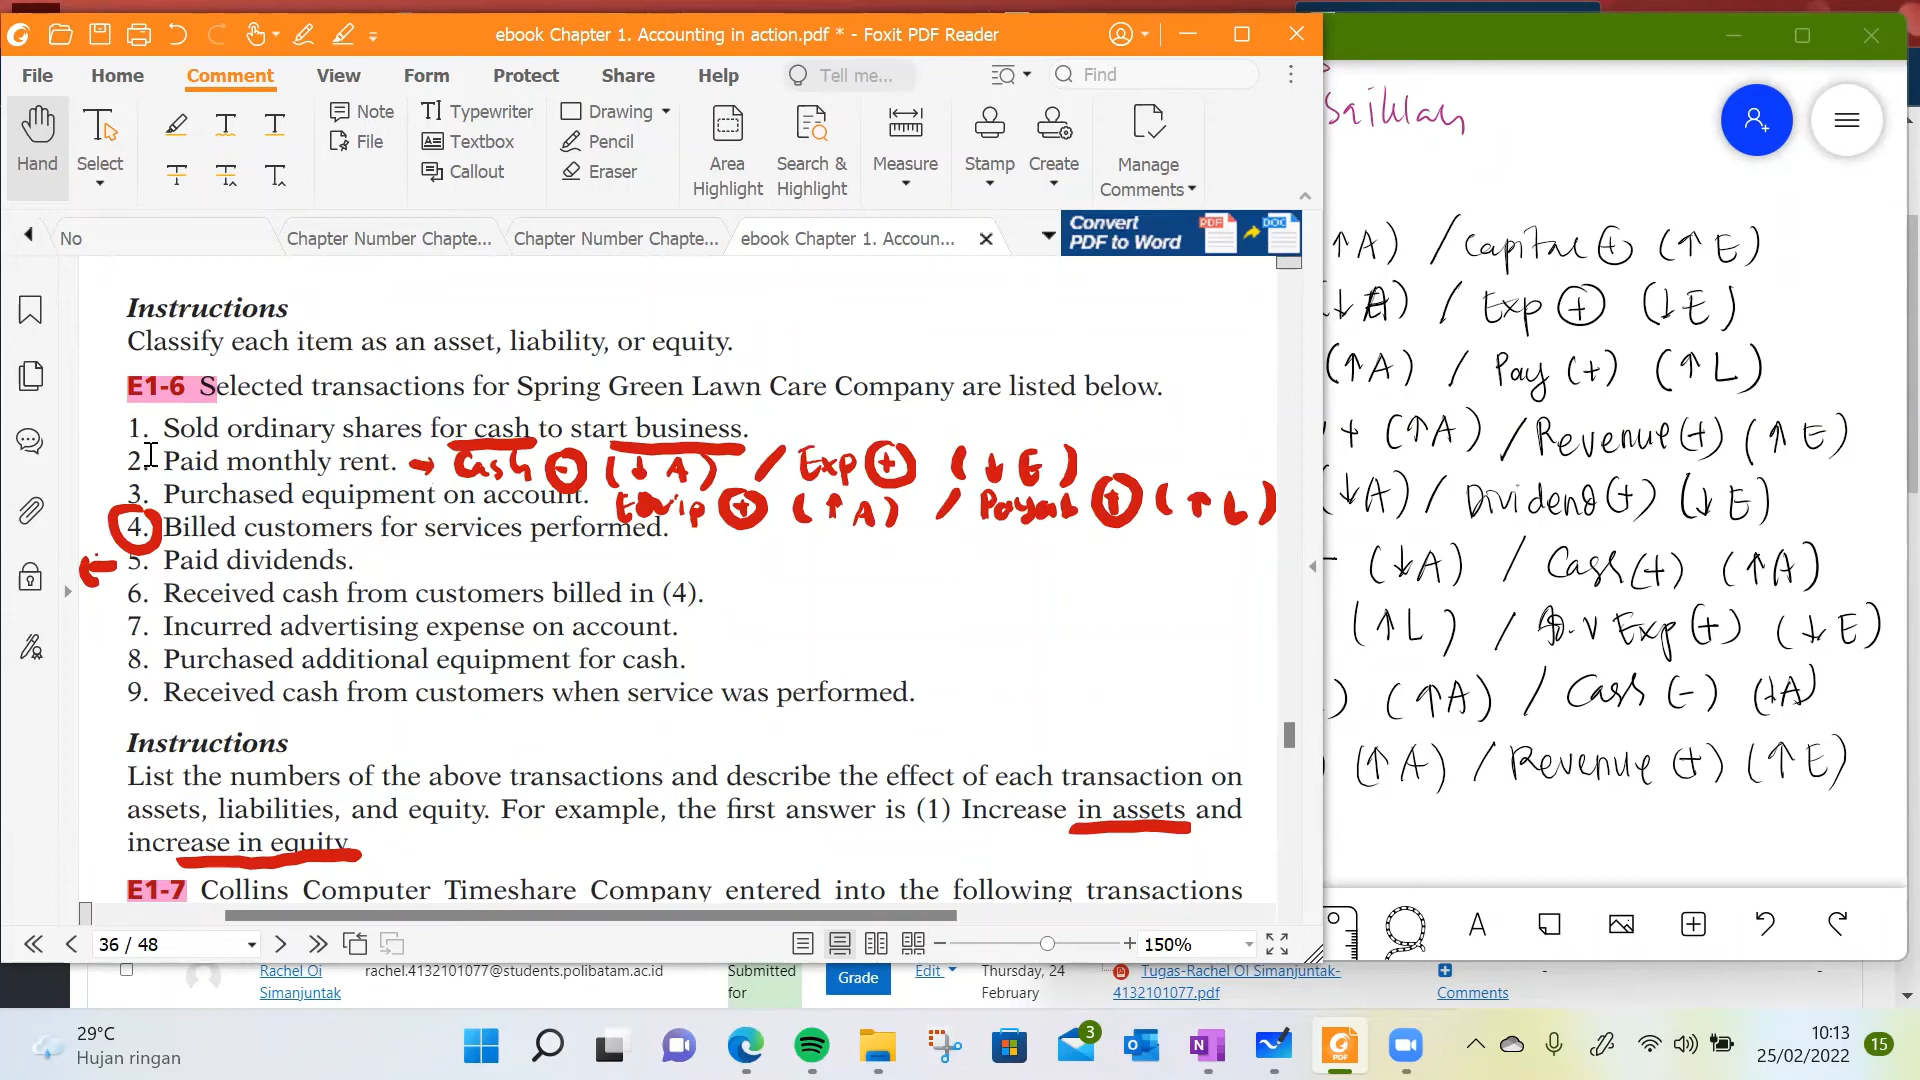 ebook Chapter 1. Accounting in action.pdf * - Foxit PDF Reader
File Home Comment View Form Protect Share Help Tell me... Find
Hand
Select
Note
File
Typewriter
Textbox
Callout
Drawing
Pencil
Eraser
Area Highlight
Search & Highlight
Measure
Stamp
Create
Manage Comments
No
Chapter Number Chapte...
Chapter Number Chapte...
ebook Chapter 1. Accoun...
Convert PDF to Word
PDF
DOC
Instructions
Classify each item as an asset, liability, or equity.
E1-6 Selected transactions for Spring Green Lawn Care Company are listed below.
1. Sold ordinary shares for cash to start business.
2. Paid monthly rent. → Cash - (↓ A) / Exp + (↓ E)
3. Purchased equipment on account.
Equip + (↑ A) / Payab + (↑ L)
4. Billed customers for services performed.
5. Paid dividends.
6. Received cash from customers billed in (4).
7. Incurred advertising expense on account.
8. Purchased additional equipment for cash.
9. Received cash from customers when service was performed.
Instructions
List the numbers of the above transactions and describe the effect of each transaction on
assets, liabilities, and equity. For example, the first answer is (1) Increase in assets and
increase in equity
E1-7 Collins Computer Timeshare Company entered into the following transactions
36 / 48
150%
↑A) / Capital + (↑ E)
↓A) / Exp + (↓ E)
(↑A) / Pay (+) (↑ L)
+ (↑A) / Revenue (+) (↑ E)
↓A) / Dividend (+) (↓ E)
- (↓A) / Cash (+) (↑A)
(↑L) / Adv Exp (+) (↓ E)
) (↑A) / Cash (-) (↓A)
) (↑A) / Revenue (+) (↑ E)
A
Rachel Oi Simanjuntak
rachel.4132101077@students.polibatam.ac.id
Submitted for
Grade
Edit
Thursday, 24 February
Tugas-Rachel OI Simanjuntak-4132101077.pdf
Comments
-
-
29°C
Hujan ringan
3
10:13
25/02/2022
15